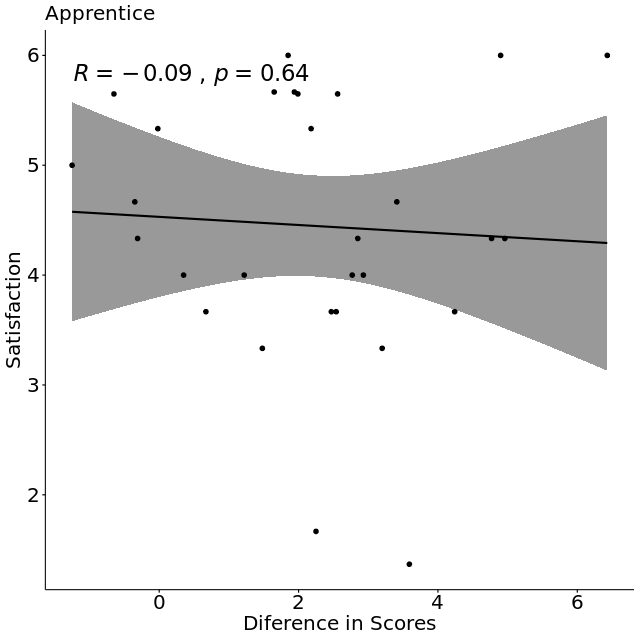 Apprentice
R = −0.09 , p = 0.64
6
5
4
3
2
Satisfaction
0 2 4 6
Diference in Scores